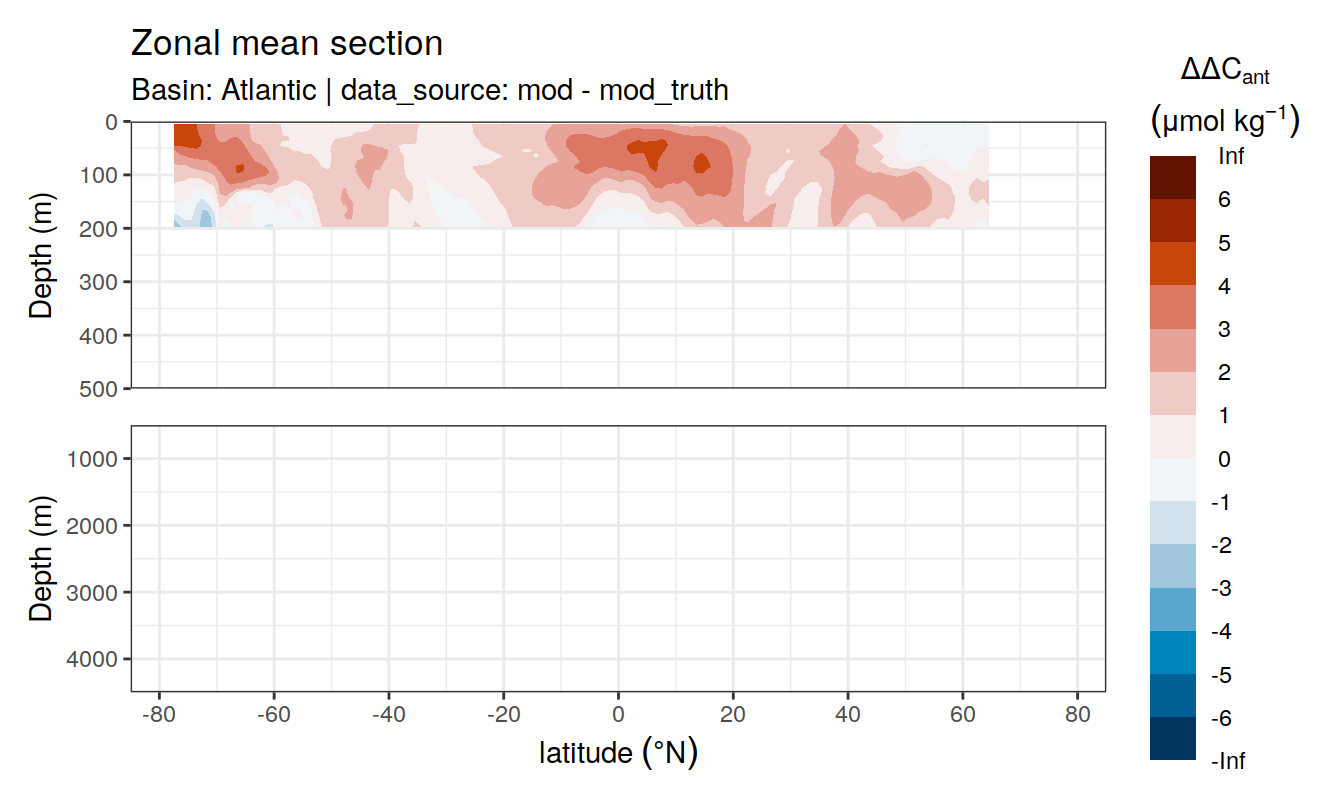 Zonal mean section
Basin: Atlantic | data_source: mod - mod_truth
ΔΔCant
(μmol kg⁻¹)
Inf
6
5
4
3
2
1
0
-1
-2
-3
-4
-5
-6
-Inf
Depth (m)
0
100
200
300
400
500
Depth (m)
1000
2000
3000
4000
-80 -60 -40 -20 0 20 40 60 80
latitude (°N)